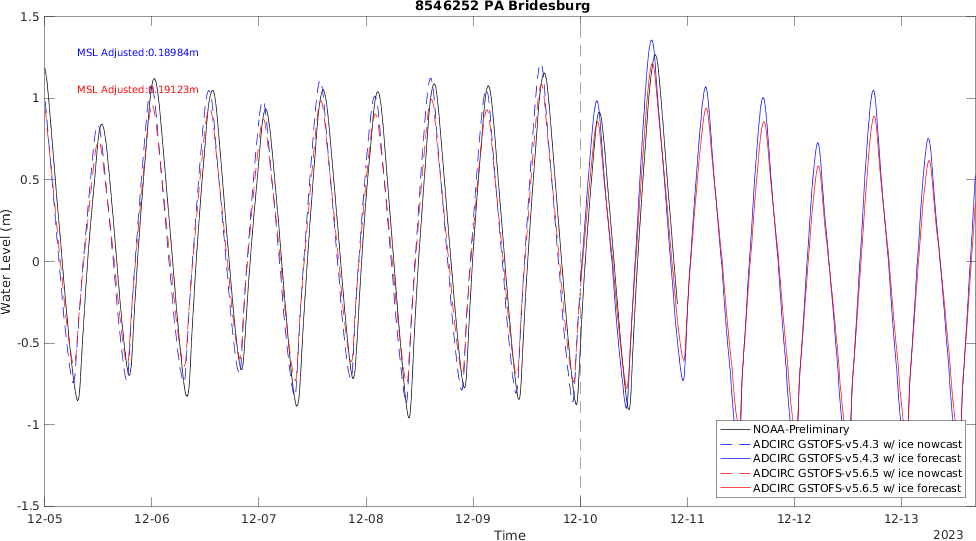 8546252 PA Bridesburg
1.5
1
0.5
0
-0.5
-1
-1.5
Water Level (m)
MSL Adjusted:0.18984m
MSL Adjusted:0.19123m
NOAA-Preliminary
ADCIRC GSTOFS-v5.4.3 w/ ice nowcast
ADCIRC GSTOFS-v5.4.3 w/ ice forecast
ADCIRC GSTOFS-v5.6.5 w/ ice nowcast
ADCIRC GSTOFS-v5.6.5 w/ ice forecast
12-05 12-06 12-07 12-08 12-09 12-10 12-11 12-12 12-13
Time
2023